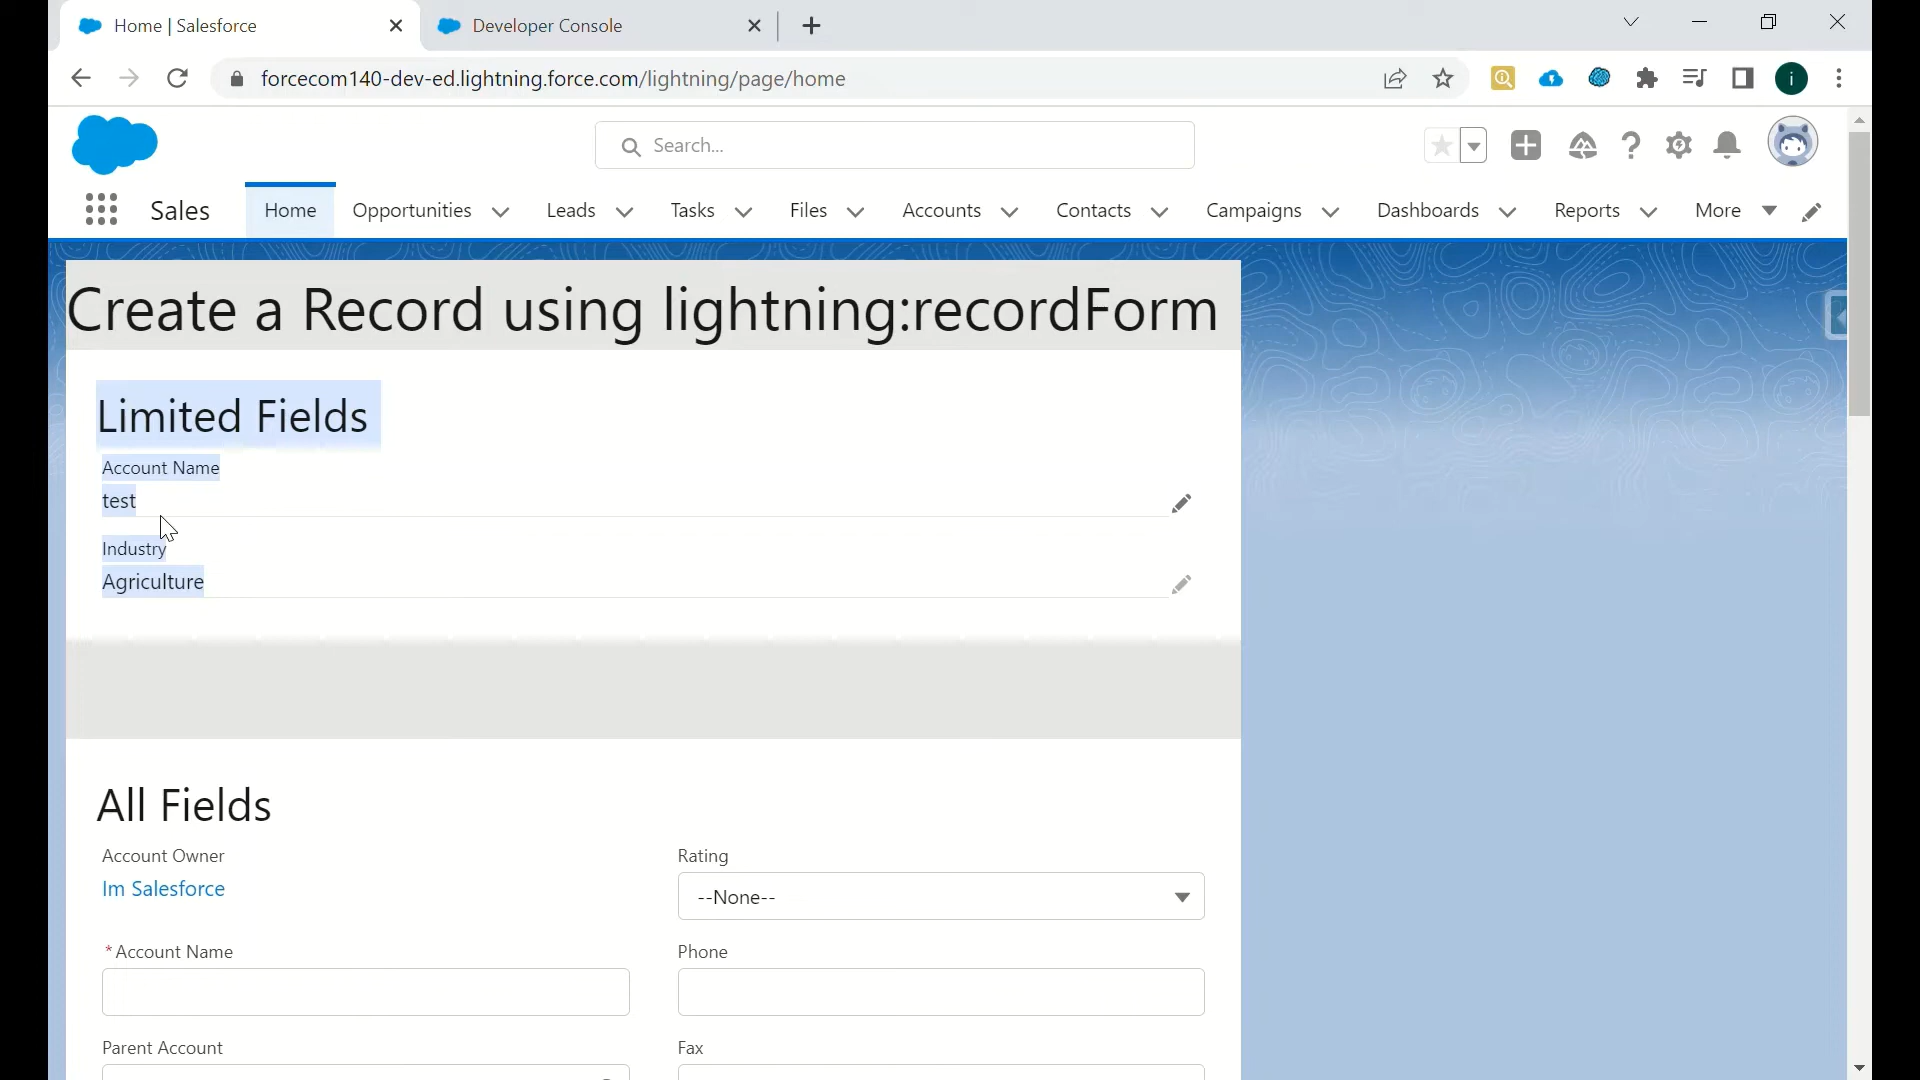 Home | Salesforce
Developer Console
forcecom140-dev-ed.lightning.force.com/lightning/page/home
i
Search...
Sales
Home
Opportunities
Leads
Tasks
Files
Accounts
Contacts
Campaigns
Dashboards
Reports
More
Create a Record using lightning:recordForm
Limited Fields
Account Name
test
Industry
Agriculture
All Fields
Account Owner
Rating
Im Salesforce
--None--
*Account Name
Phone
Parent Account
Fax